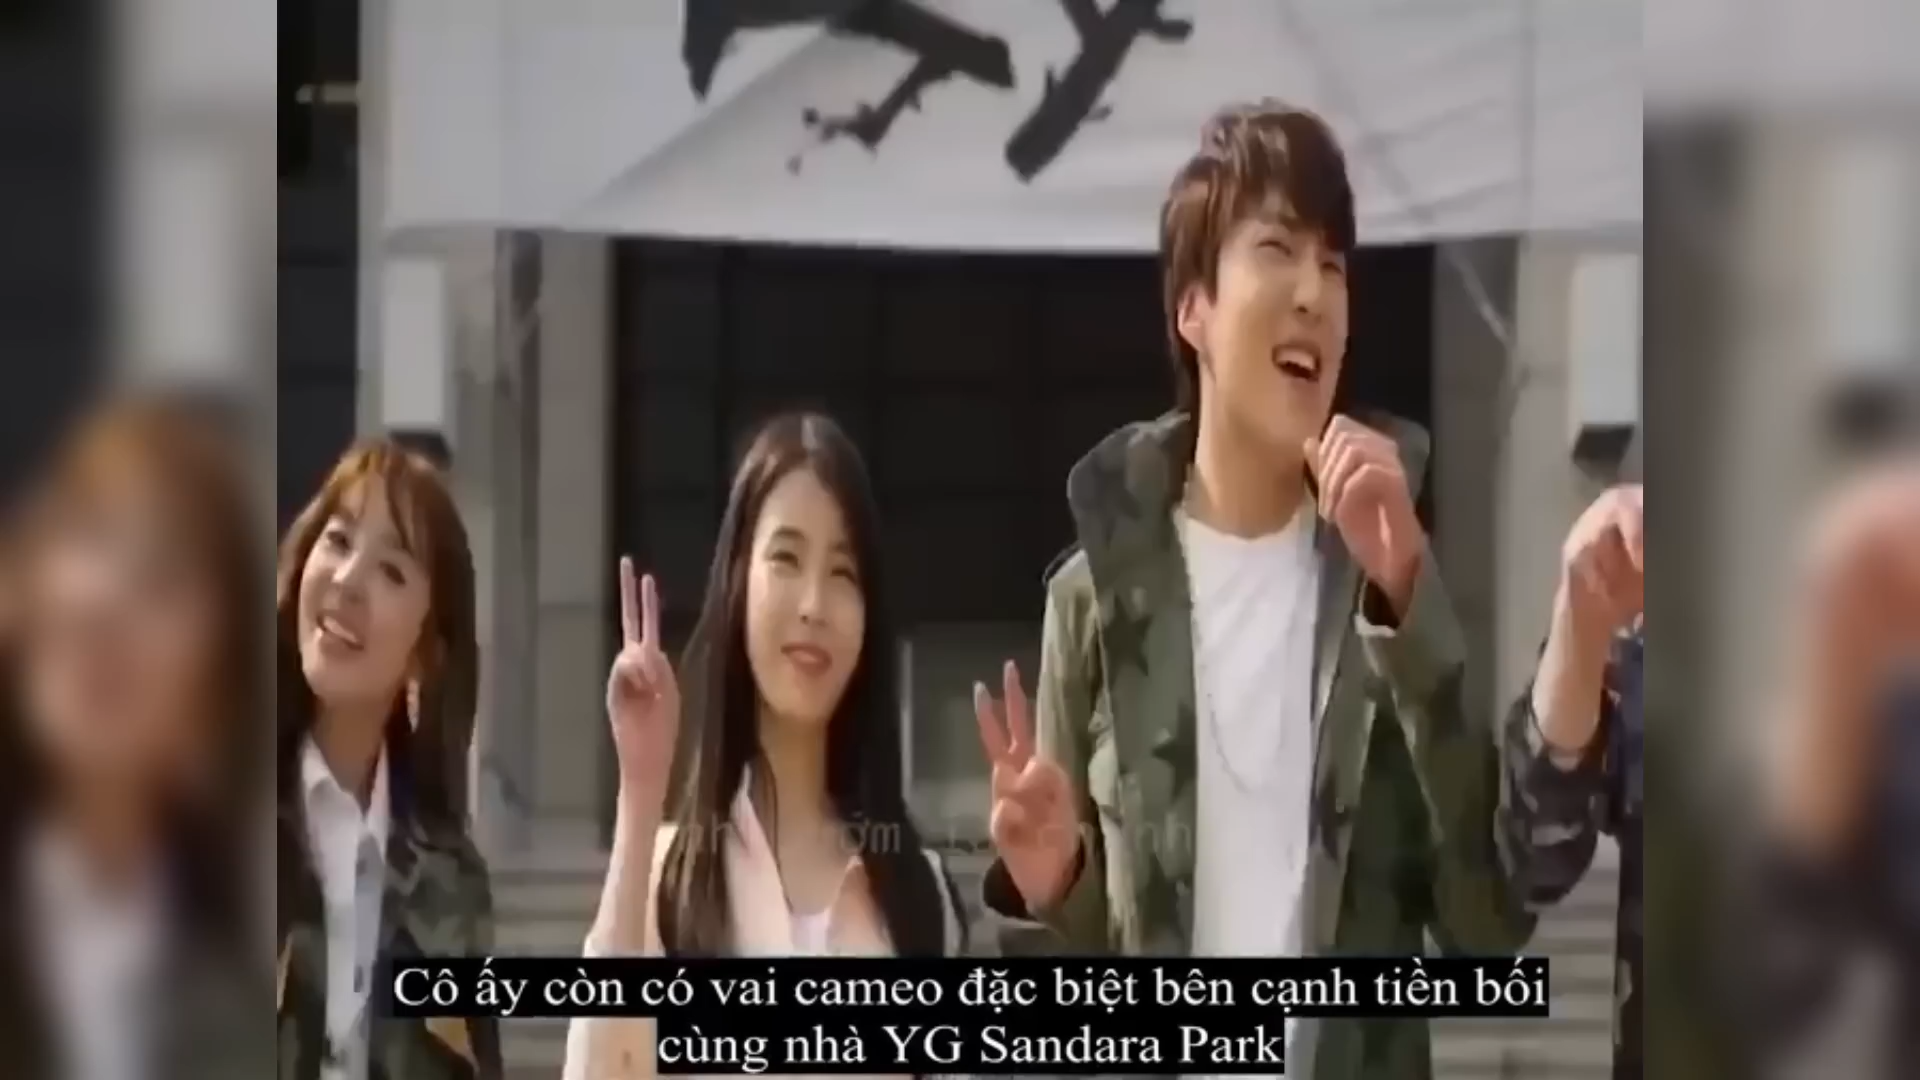 Cô ấy còn có vai cameo đặc biệt bên cạnh tiền bối
cùng nhà YG Sandara Park